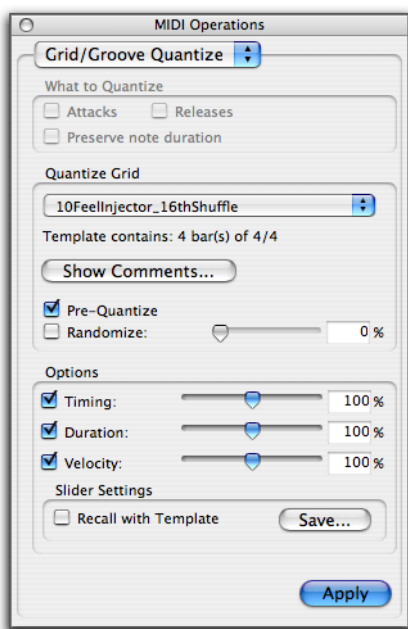 MIDI Operations
Grid/Groove Quantize
What to Quantize
Attacks Releases
Preserve note duration
Quantize Grid
10FeelInjector_16thShuffle
Template contains: 4 bar(s) of 4/4
Show Comments...
Pre-Quantize
Randomize: 0 %
Options
Timing: 100 %
Duration: 100 %
Velocity: 100 %
Slider Settings
Recall with Template Save...
Apply